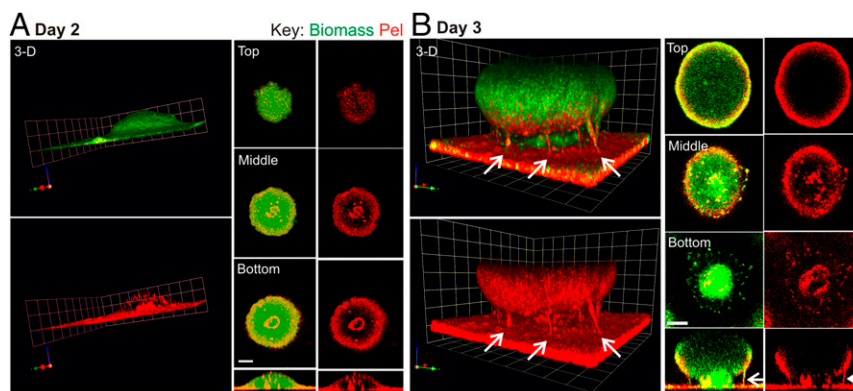 A Day 2
Key: Biomass Pel
B Day 3
3-D
Top
Middle
Bottom
3-D
Top
Middle
Bottom